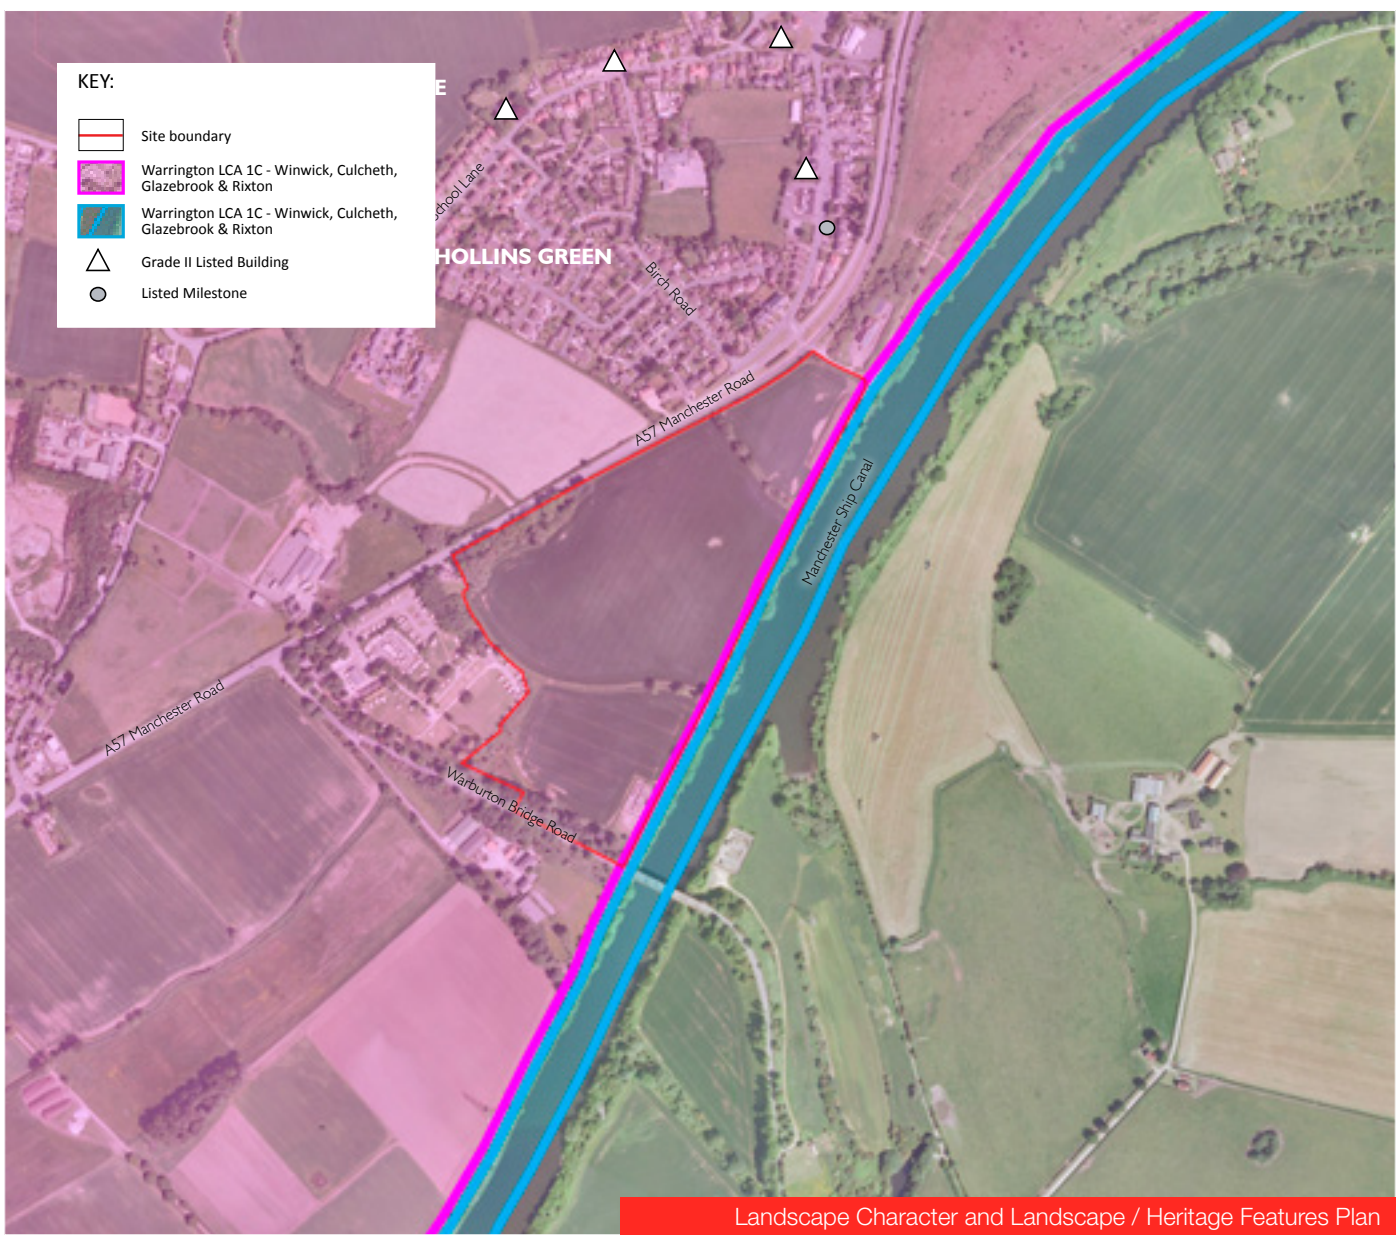 KEY:
Site boundary
Warrington LCA 1C - Winwick, Culcheth,
Glazebrook & Rixton
Warrington LCA 1C - Winwick, Culcheth,
Glazebrook & Rixton
Grade II Listed Building
Listed Milestone
E
chool Lane
HOLLINS GREEN
Birch Road
A57 Manchester Road
Manchester Ship Canal
A57 Manchester Road
Warburton Bridge Road
Landscape Character and Landscape / Heritage Features Plan